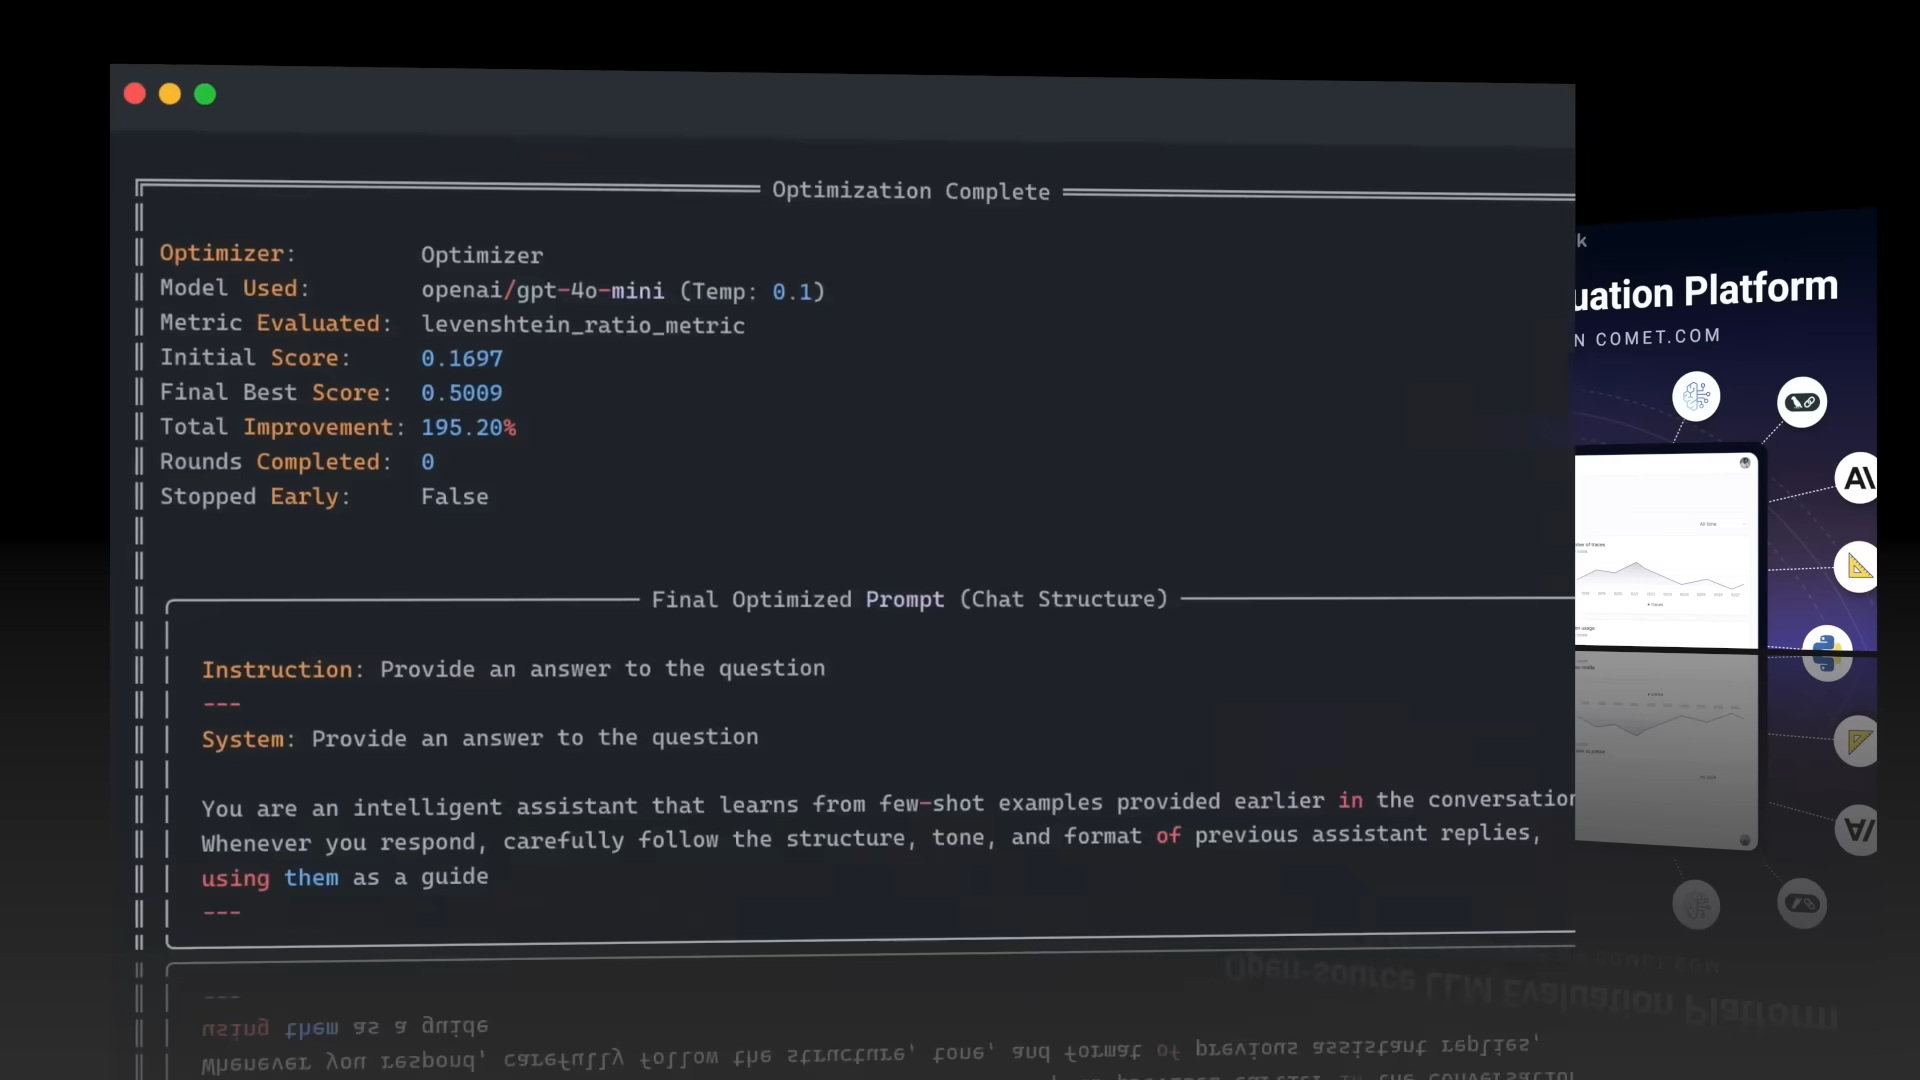 Optimization Complete
Optimizer: Optimizer
Model Used: openai/gpt-4o-mini (Temp: 0.1)
Metric Evaluated: levenshtein_ratio_metric
Initial Score: 0.1697
Final Best Score: 0.5009
Total Improvement: 195.20%
Rounds Completed: 0
Stopped Early: False
Final Optimized Prompt (Chat Structure)
Instruction: Provide an answer to the question
---
System: Provide an answer to the question
You are an intelligent assistant that learns from few-shot examples provided earlier in the conversation
Whenever you respond, carefully follow the structure, tone, and format of previous assistant replies,
using them as a guide
---
k
uation Platform
N COMET.COM
All time